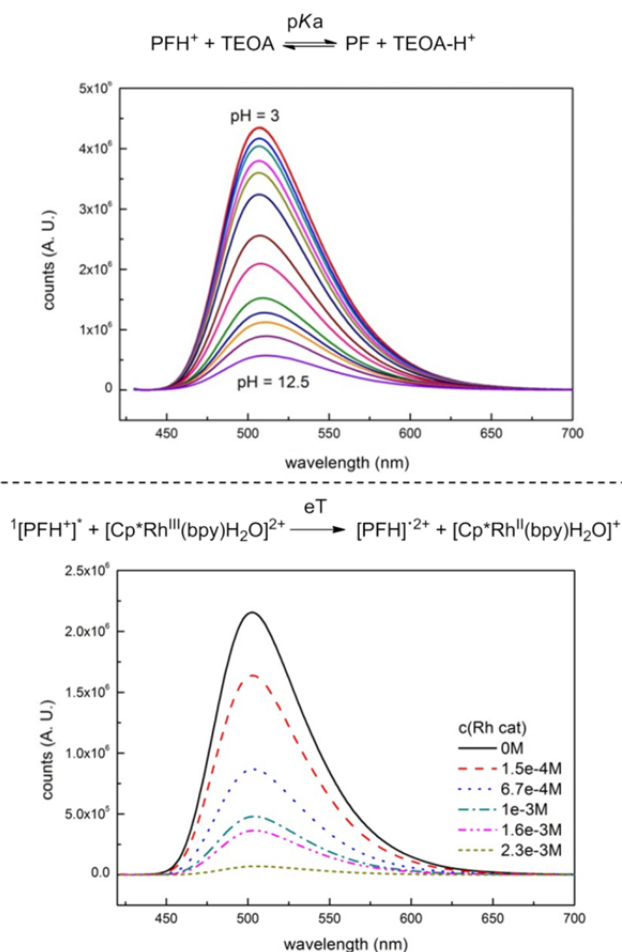 pKa
PFH⁺ + TEOA ⇌ PF + TEOA-H⁺
5x10⁶
4x10⁶
3x10⁶
2x10⁶
1x10⁶
0
counts (A. U.)
pH = 3
pH = 12.5
450 500 550 600 650 700
wavelength (nm)
eT
¹[PFH⁺]* + [Cp*Rhᴵᴵᴵ(bpy)H₂O]²⁺ ⟶ [PFH]˙²⁺ + [Cp*Rhᴵᴵ(bpy)H₂O]⁺
2.5x10⁶
2.0x10⁶
1.5x10⁶
1.0x10⁶
5.0x10⁵
0.0
counts (A. U.)
c(Rh cat)
0M
1.5e-4M
6.7e-4M
1e-3M
1.6e-3M
2.3e-3M
450 500 550 600 650 700
wavelength (nm)